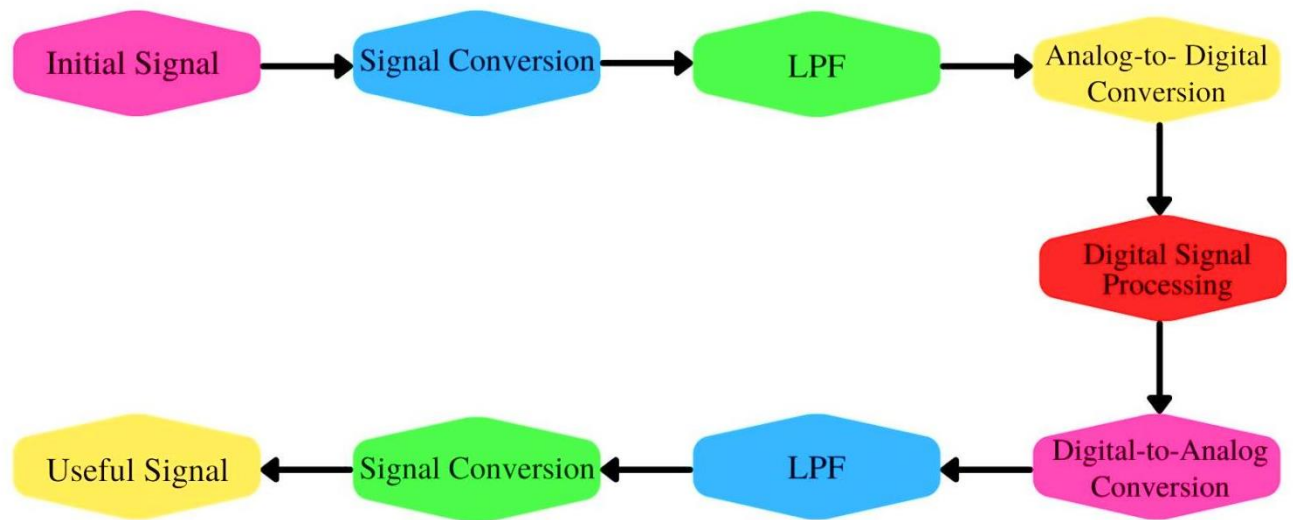 Initial Signal
Signal Conversion
LPF
Analog-to- Digital
Conversion
Digital Signal
Processing
Digital-to-Analog
Conversion
LPF
Signal Conversion
Useful Signal